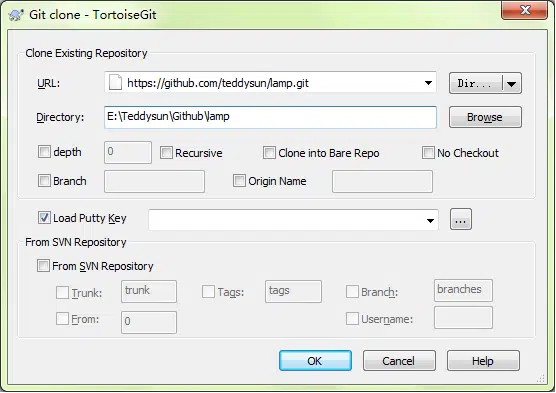 Git clone - TortoiseGit
Clone Existing Repository
URL: https://github.com/teddysun/lamp.git Dir...
Directory: E:\Teddysun\Github\lamp Browse
depth 0 Recursive Clone into Bare Repo No Checkout
Branch Origin Name
Load Putty Key ...
From SVN Repository
From SVN Repository
Trunk: trunk Tags: tags Branch: branches
From: 0 Username:
OK Cancel Help